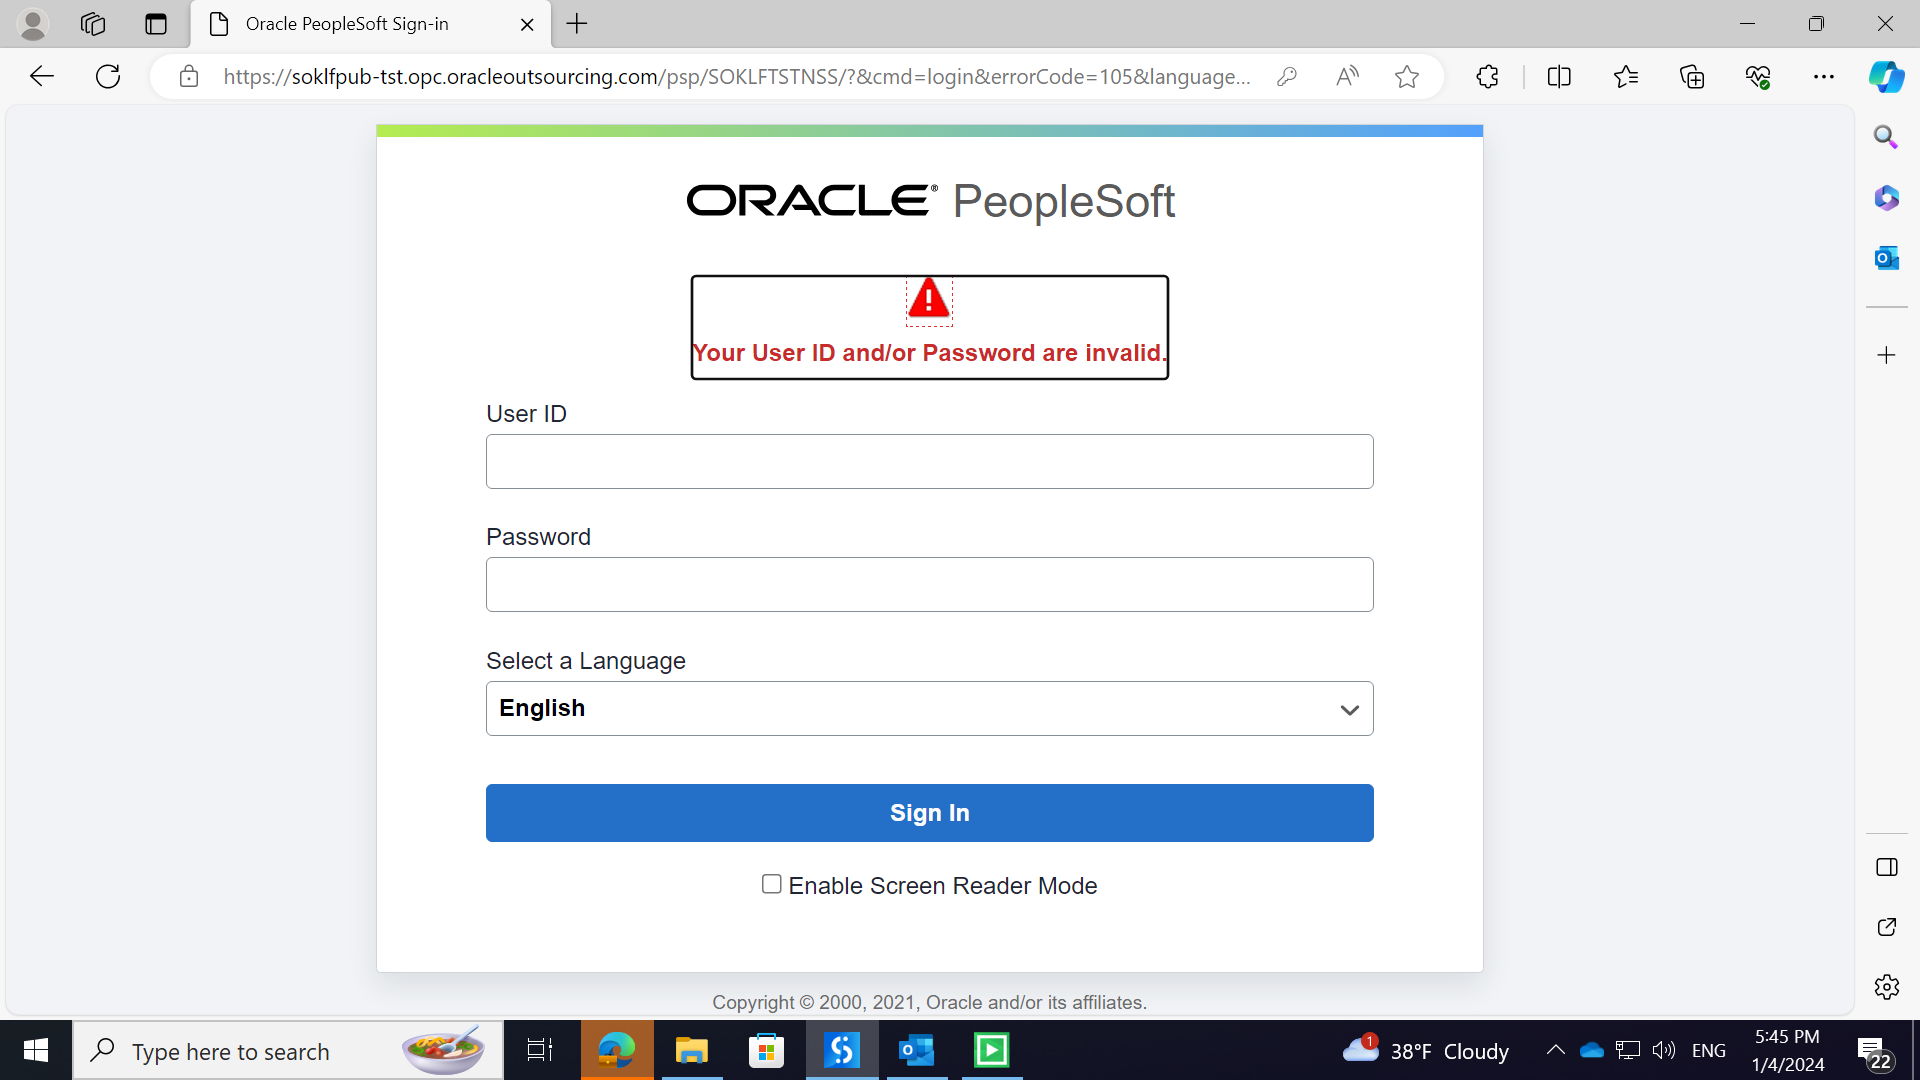 Oracle PeopleSoft Sign-in
https://soklfpub-tst.opc.oracleoutsourcing.com/psp/SOKLFTSTNSS/?&cmd=login&errorCode=105&language...
ORACLE® PeopleSoft
Your User ID and/or Password are invalid.
User ID
Password
Select a Language
English
Sign In
Enable Screen Reader Mode
Copyright © 2000, 2021, Oracle and/or its affiliates.
Type here to search
1
38°F Cloudy
ENG
5:45 PM
1/4/2024
22